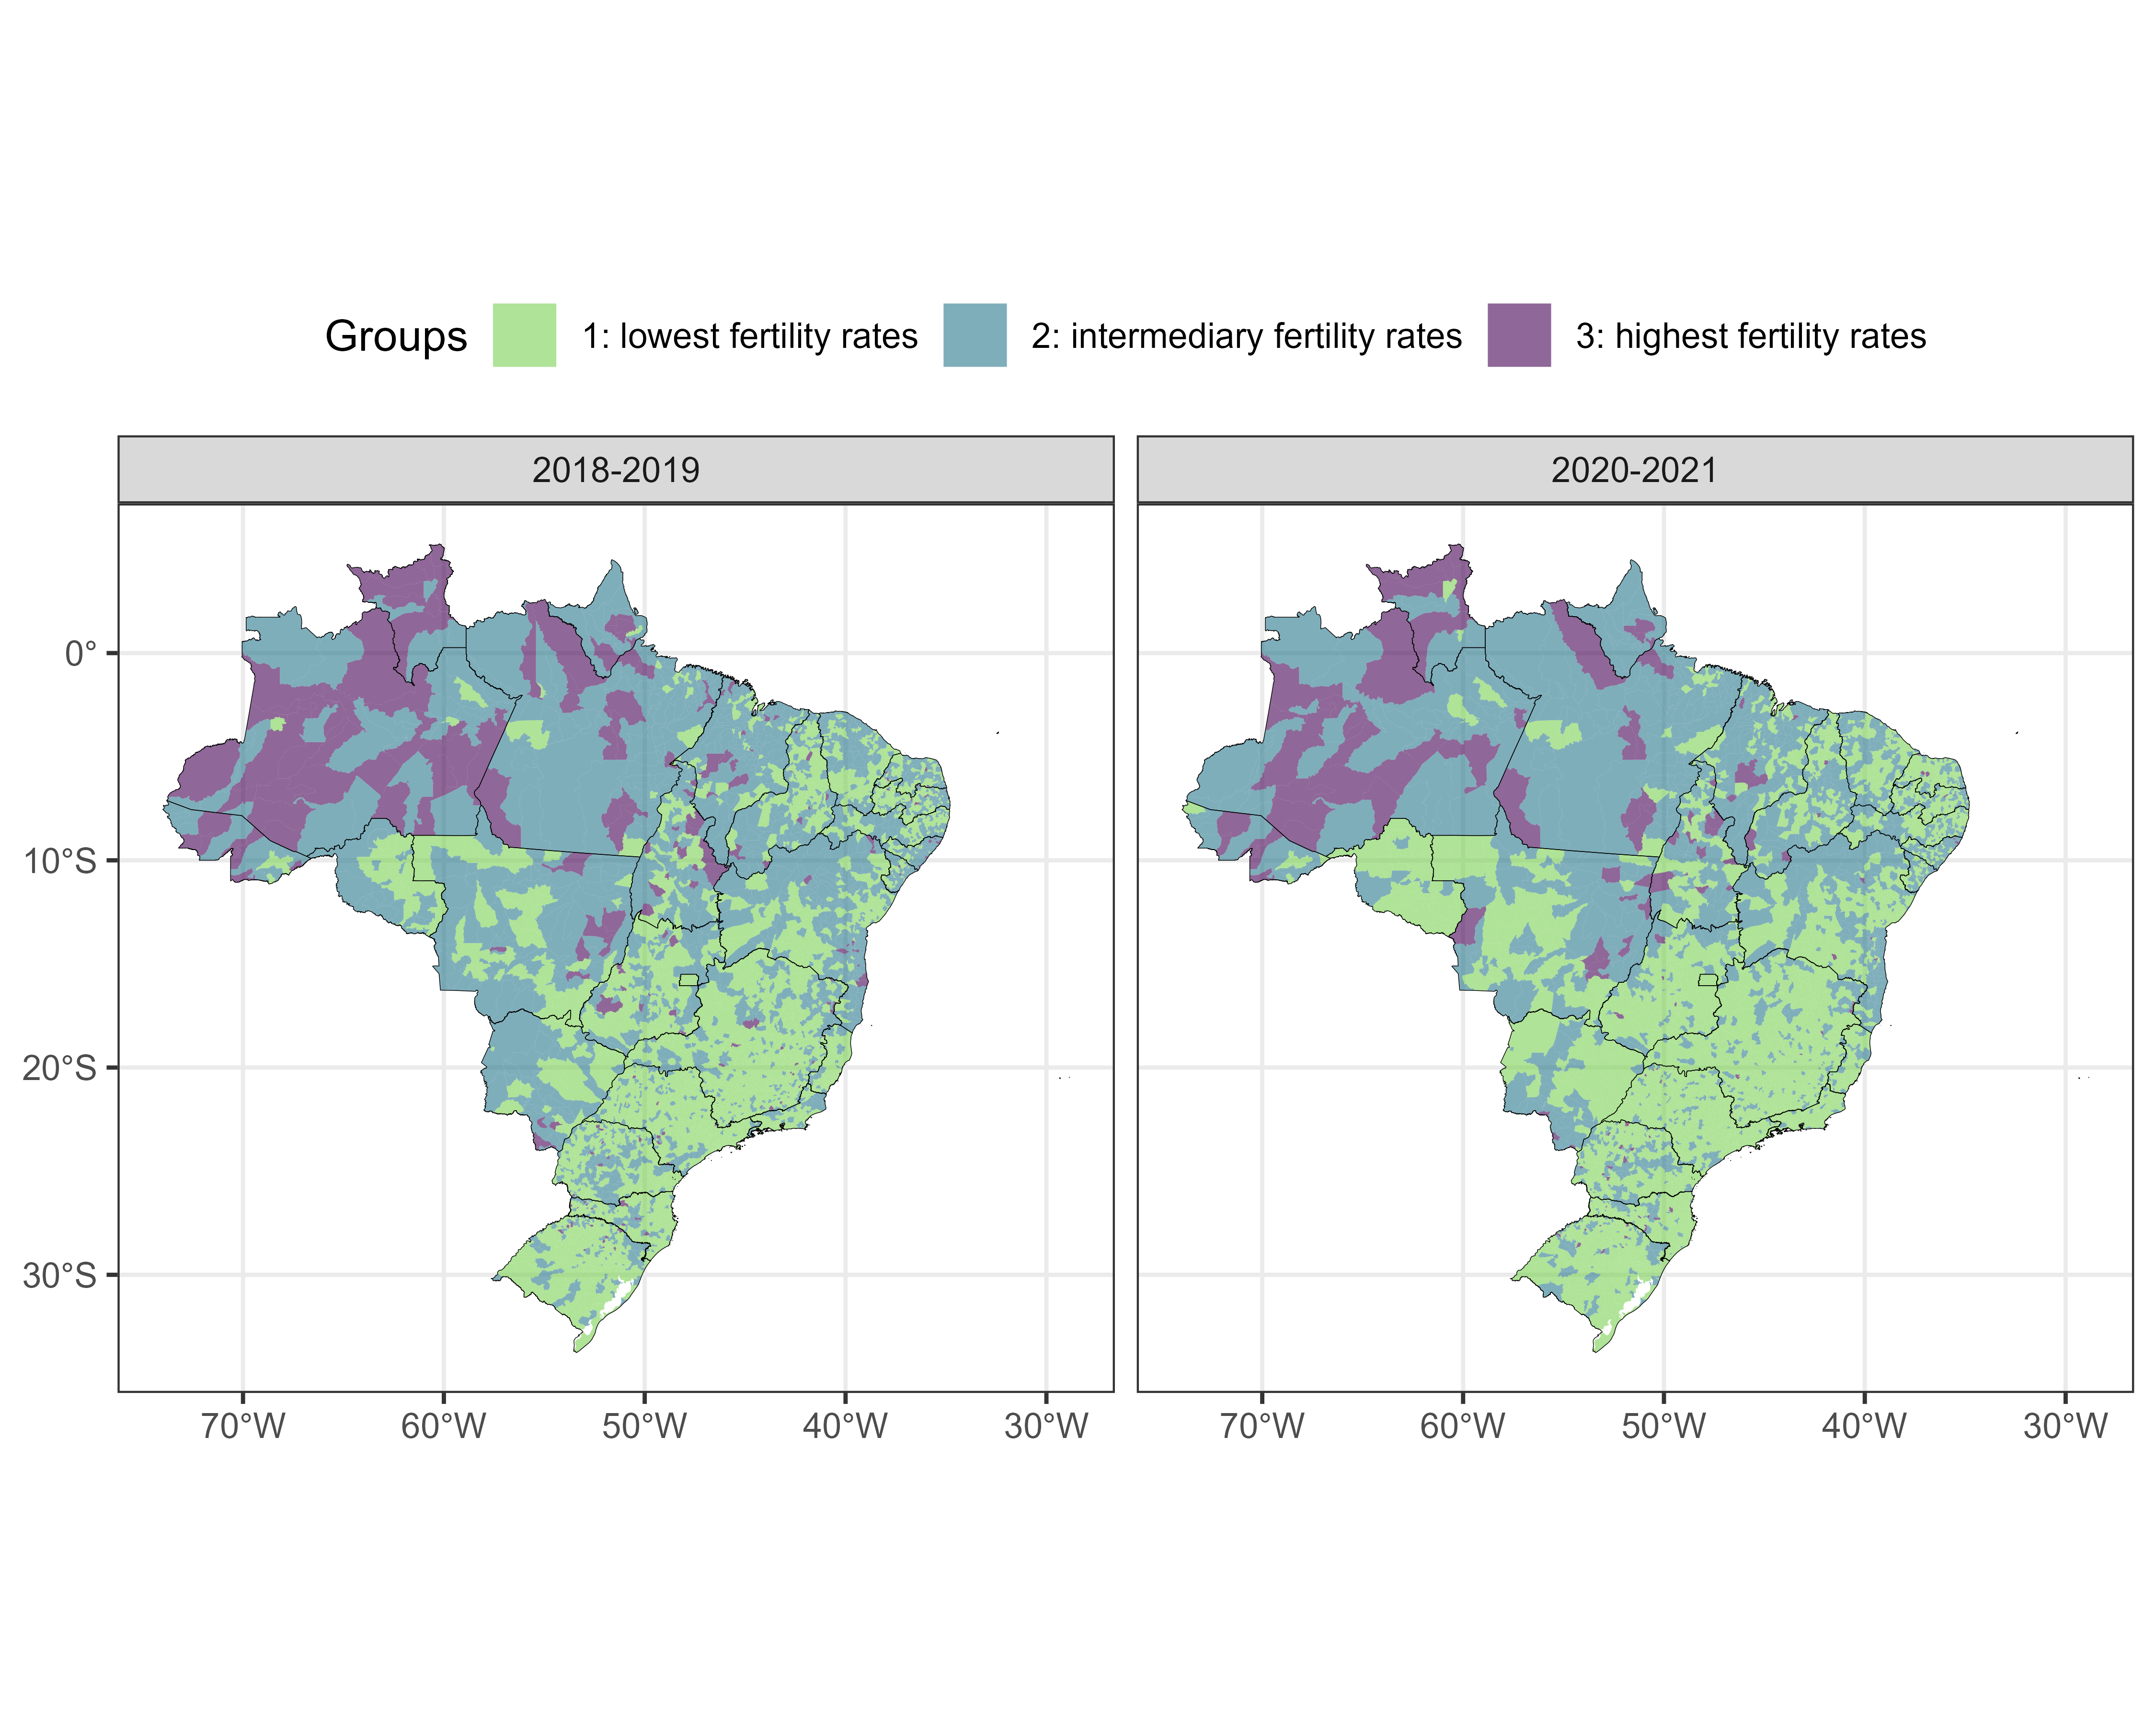 Groups 1: lowest fertility rates 2: intermediary fertility rates 3: highest fertility rates
2018-2019 2020-2021
0°
10°S
20°S
30°S
70°W 60°W 50°W 40°W 30°W 70°W 60°W 50°W 40°W 30°W